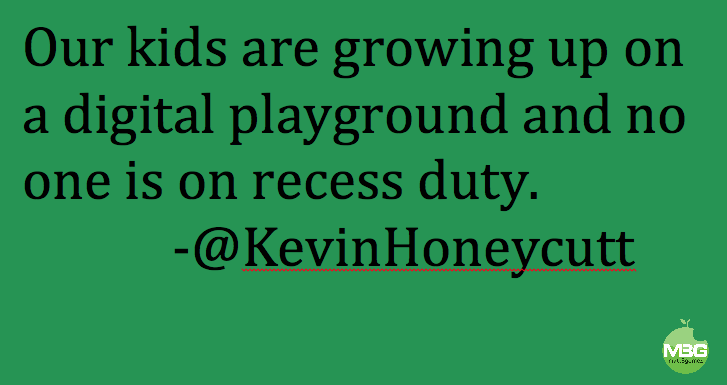 Our kids are growing up on
a digital playground and no
one is on recess duty.
-@KevinHoneycutt
MBG